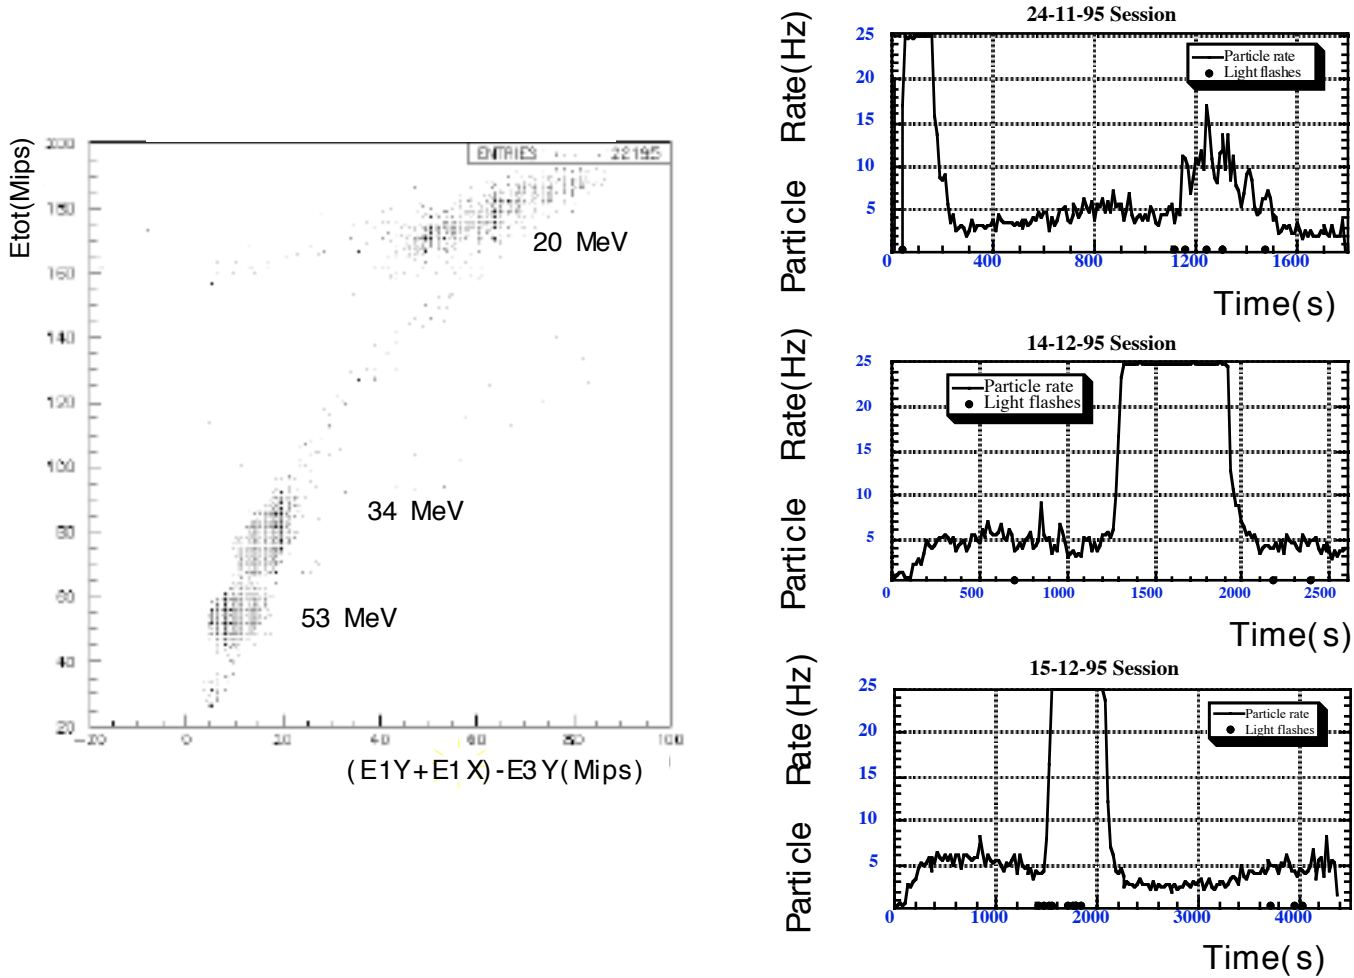 Etot(Mips)
ENTRIES 22195
200
180
160
140
120
100
80
60
40
20
-20 0 20 40 60 80 100
20 MeV
34 MeV
53 MeV
(E1Y+E1X)-E3Y(Mips)
24-11-95 Session
Particle Rate(Hz)
25
20
15
10
5
Particle rate
Light flashes
0 400 800 1200 1600
Time(s)
14-12-95 Session
Particle Rate(Hz)
25
20
15
10
5
Particle rate
Light flashes
0 500 1000 1500 2000 2500
Time(s)
15-12-95 Session
Particle Rate(Hz)
25
20
15
10
5
Particle rate
Light flashes
0 1000 2000 3000 4000
Time(s)